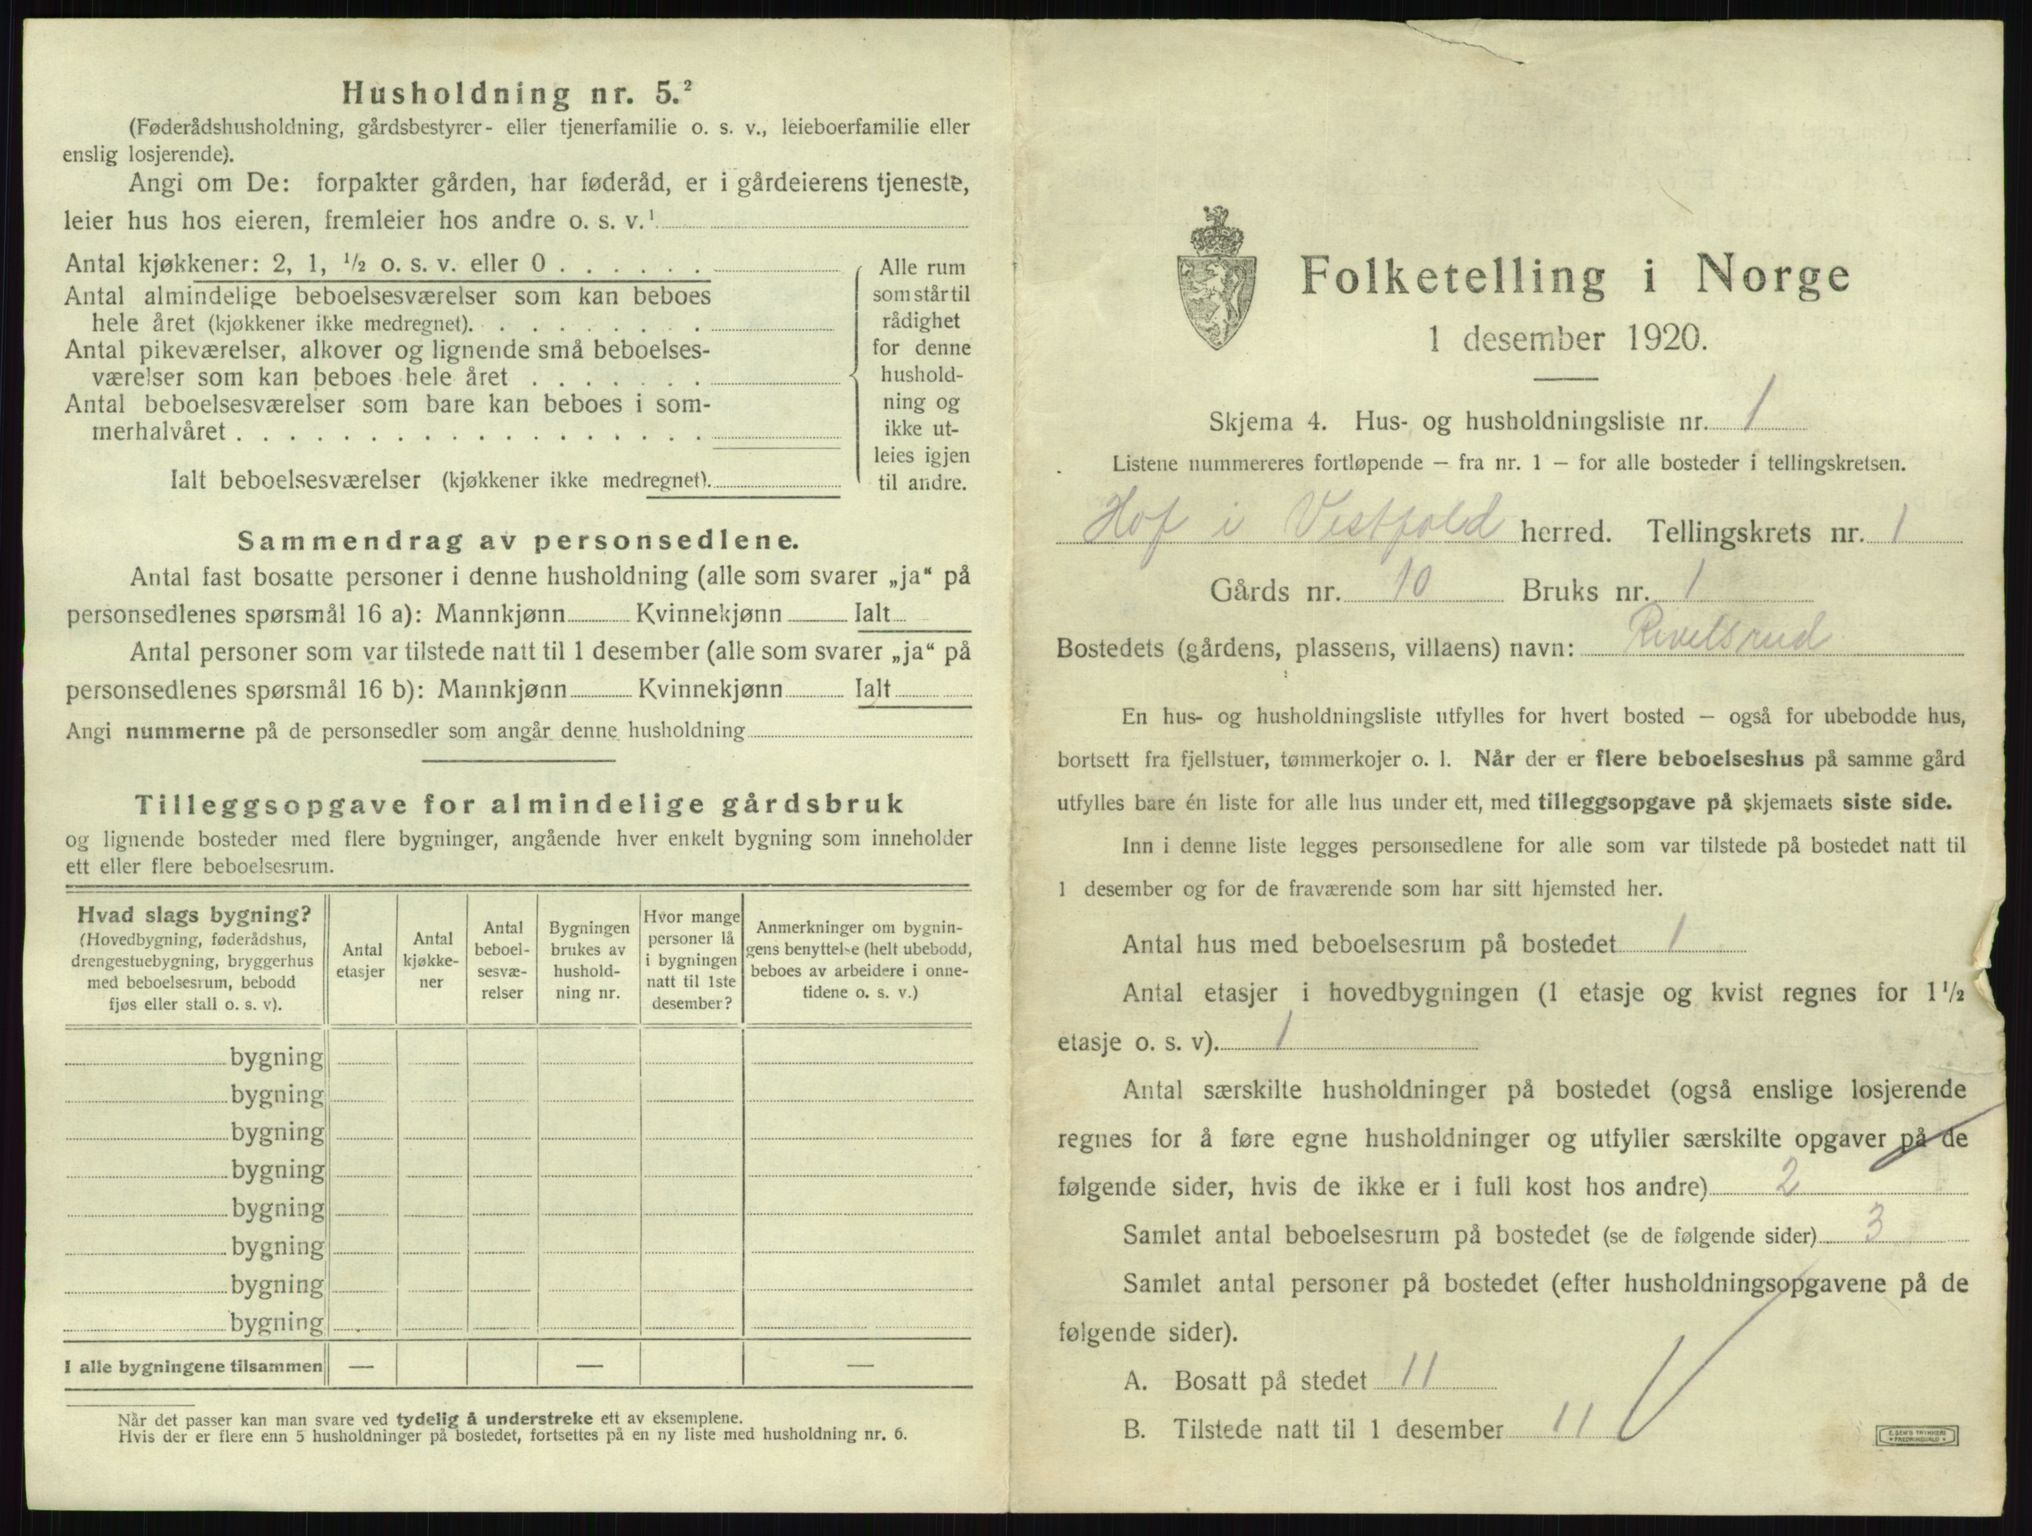 Husholdning nr. 5.²
(Føderådshusholdning, gårdsbestyrer- eller tjenerfamilie o. s. v., leieboerfamilie eller
enslig losjerende).
Angi om De: forpakter gården, har føderåd, er i gårdeierens tjeneste,
leier hus hos eieren, fremleier hos andre o. s. v.¹
Antal kjøkkener: 2, 1, ½ o. s. v. eller 0 . . . . . .
Antal almindelige beboelsesværelser som kan beboes
hele året (kjøkkener ikke medregnet). . . . . . . . .
Antal pikeværelser, alkover og lignende små beboelses-
værelser som kan beboes hele året . . . . . . .
Antal beboelsesværelser som bare kan beboes i som-
merhalvåret . . . . . . . . . . . . . . . . . .
Ialt beboelsesværelser (kjøkkener ikke medregnet).
Alle rum
som står til
rådighet
for denne
hushold-
ning og
ikke ut-
leies igjen
til andre.
Sammendrag av personsedlene.
Antal fast bosatte personer i denne husholdning (alle som svarer „ja“ på
personsedlenes spørsmål 16 a): Mannkjønn Kvinnekjønn Ialt
Antal personer som var tilstede natt til 1 desember (alle som svarer „ja“ på
personsedlenes spørsmål 16 b): Mannkjønn Kvinnekjønn Ialt
Angi nummerne på de personsedler som angår denne husholdning
Tilleggsopgave for almindelige gårdsbruk
og lignende bosteder med flere bygninger, angående hver enkelt bygning som inneholder
ett eller flere beboelsesrum.
Hvad slags bygning?
(Hovedbygning, føderådshus,
drengestuebygning, bryggerhus
med beboelsesrum, bebodd
fjøs eller stall o. s. v).
Antal
etasjer
Antal
kjøkke-
ner
Antal
beboel-
sesvæ-
relser
Bygningen
brukes av
hushold-
ning nr.
Hvor mange
personer lå
i bygningen
natt til 1ste
desember?
Anmerkninger om bygnin-
gens benyttelse (helt ubebodd,
beboes av arbeidere i onne-
tidene o. s. v.)
bygning
bygning
bygning
bygning
bygning
bygning
bygning
bygning
I alle bygningene tilsammen — — —
Når det passer kan man svare ved tydelig å understreke ett av eksemplene.
Hvis der er flere enn 5 husholdninger på bostedet, fortsettes på en ny liste med husholdning nr. 6.
Folketelling i Norge
1 desember 1920.
Skjema 4. Hus- og husholdningsliste nr. 1
Listene nummereres fortløpende – fra nr. 1 – for alle bosteder i tellingskretsen.
Hof i Vestfold herred. Tellingskrets nr. 1
Gårds nr. 10 Bruks nr. 1
Bostedets (gårdens, plassens, villaens) navn: Revelsrud
En hus- og husholdningsliste utfylles for hvert bosted – også for ubebodde hus,
bortsett fra fjellstuer, tømmerkojer o. l. Når der er flere beboelseshus på samme gård
utfylles bare én liste for alle hus under ett, med tilleggsopgave på skjemaets siste side.
Inn i denne liste legges personsedlene for alle som var tilstede på bostedet natt til
1 desember og for de fraværende som har sitt hjemsted her.
Antal hus med beboelsesrum på bostedet 1
Antal etasjer i hovedbygningen (1 etasje og kvist regnes for 1½
etasje o. s. v). 1
Antal særskilte husholdninger på bostedet (også enslige losjerende
regnes for å føre egne husholdninger og utfyller særskilte opgaver på de
følgende sider, hvis de ikke er i full kost hos andre) 2
Samlet antal beboelsesrum på bostedet (se de følgende sider) 3
Samlet antal personer på bostedet (efter husholdningsopgavene på de
følgende sider).
A. Bosatt på stedet 11
B. Tilstede natt til 1 desember 11